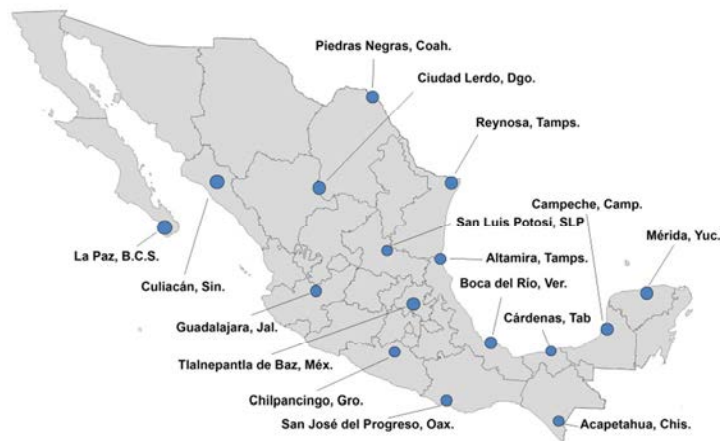 Piedras Negras, Coah.
Ciudad Lerdo, Dgo.
Reynosa, Tamps.
Campeche, Camp.
San Luis Potosí, SLP
Mérida, Yuc.
La Paz, B.C.S.
Altamira, Tamps.
Culiacán, Sin.
Boca del Río, Ver.
Cárdenas, Tab
Guadalajara, Jal.
Tlalnepantla de Baz, Méx.
Chilpancingo, Gro.
San José del Progreso, Oax.
Acapetahua, Chis.